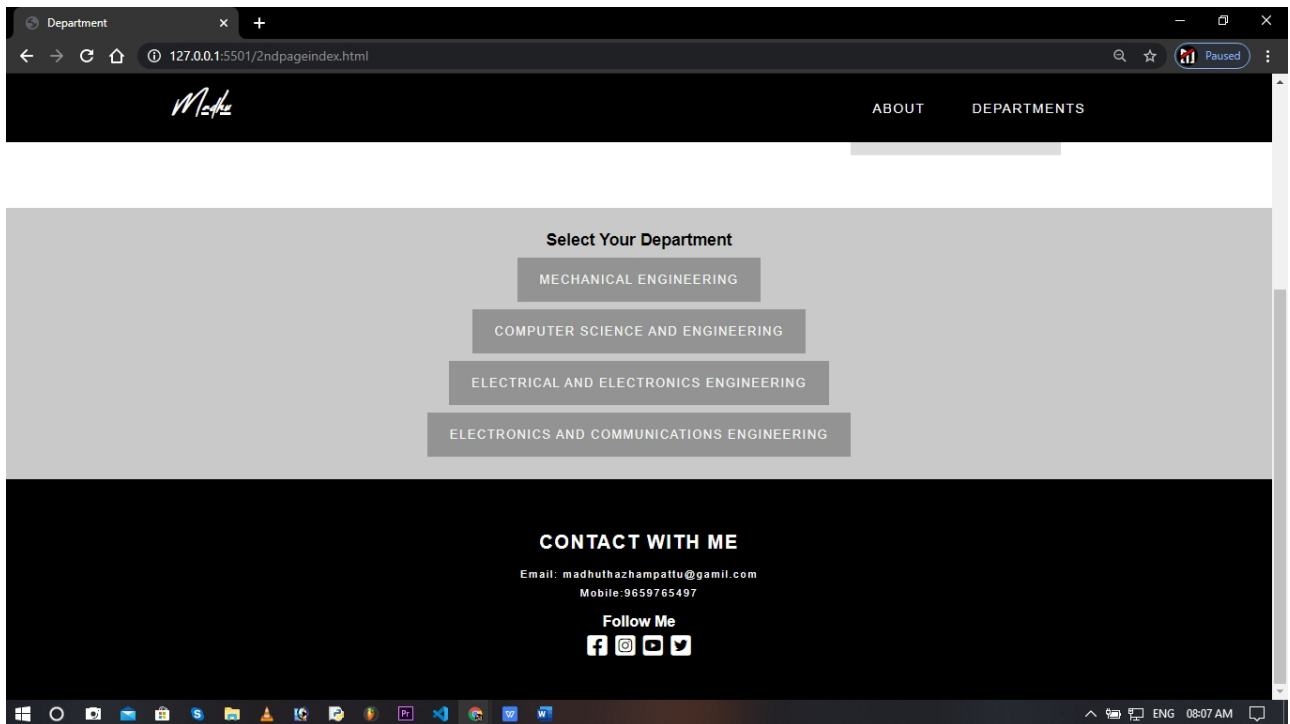 Department
127.0.0.1:5501/2ndpageindex.html
Paused
Madhu
ABOUT DEPARTMENTS
Select Your Department
MECHANICAL ENGINEERING
COMPUTER SCIENCE AND ENGINEERING
ELECTRICAL AND ELECTRONICS ENGINEERING
ELECTRONICS AND COMMUNICATIONS ENGINEERING
CONTACT WITH ME
Email: madhuthazhampattu@gamil.com
Mobile:9659765497
Follow Me
ENG 08:07 AM